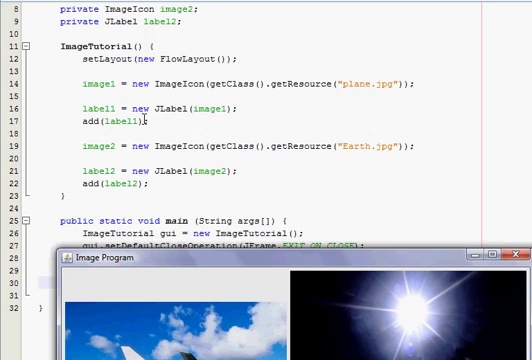 8 private ImageIcon image2;
9 private JLabel label2;
10
11 ImageTutorial() {
12 setLayout(new FlowLayout());
13
14 image1 = new ImageIcon(getClass().getResource("plane.jpg"));
15
16 label1 = new JLabel(image1);
17 add(label1);
18
19 image2 = new ImageIcon(getClass().getResource("Earth.jpg"));
20
21 label2 = new JLabel(image2);
22 add(label2);
23 }
24
25 public static void main (String args[]) {
26 ImageTutorial gui = new ImageTutorial();
27 gui.setDefaultCloseOperation(JFrame.EXIT_ON_CLOSE);
28
Image Program
29
30
31
32 }